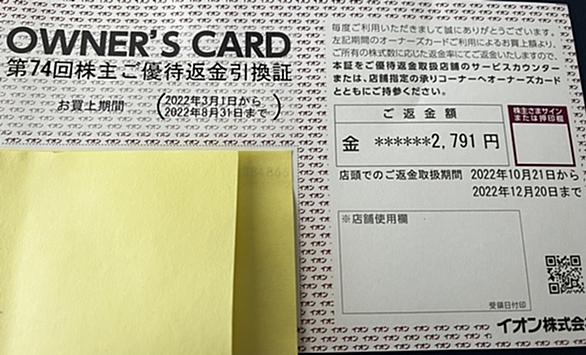 OWNER'S CARD
第74回株主ご優待返金引換証
お買上期間
(2022年3月1日から
2022年8月31日まで)
毎度ご利用いただきまして誠にありがとうございます。
左記期間のオーナーズカードご利用によるお買上額より、
ご所有の株式数に応じた返金率にてご返金いたしますので、
本証をご優待返金取扱店舗のサービスカウンター
または、店舗指定の承りコーナーへオーナーズカード
とともにご持参ください。
ご返金額
金 ******2,791 円
株主さまサイン
または押印欄
店頭でのご返金取扱期間 2022年10月21日から
2022年12月20日まで
※店舗使用欄
受領日付印
イオン株式会